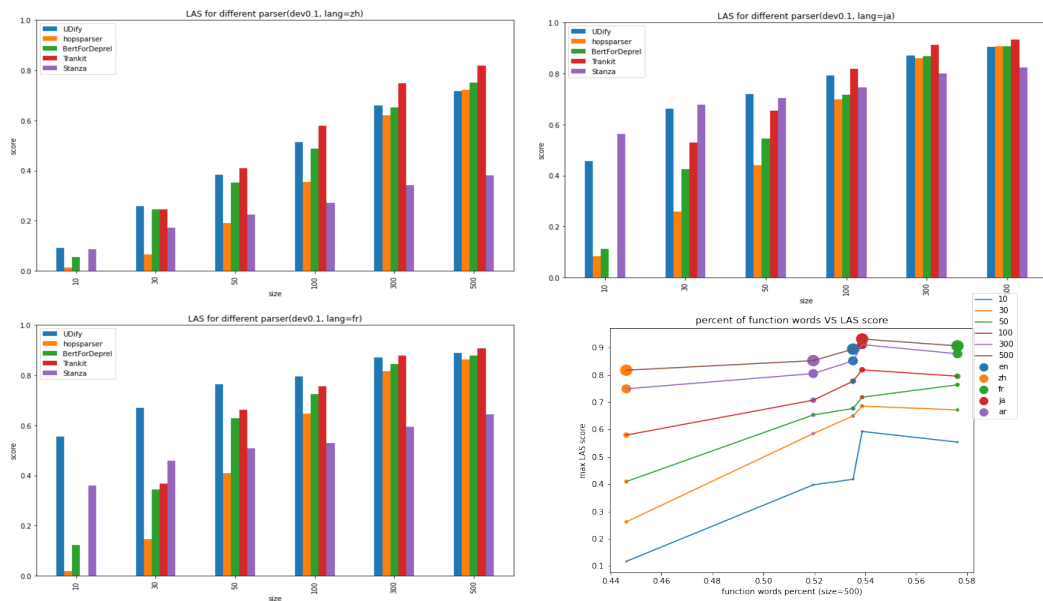 LAS for different parser(dev0.1, lang=zh)
1.0
0.8
0.6
0.4
0.2
0.0
score
UDify
hopsparser
BertForDeprel
Trankit
Stanza
10
30
50
100
300
500
size
LAS for different parser(dev0.1, lang=ja)
1.0
0.8
0.6
0.4
0.2
0.0
score
UDify
hopsparser
BertForDeprel
Trankit
Stanza
10
30
50
100
300
size
LAS for different parser(dev0.1, lang=fr)
1.0
0.8
0.6
0.4
0.2
0.0
score
UDify
hopsparser
BertForDeprel
Trankit
Stanza
10
30
50
100
300
500
size
percent of function words VS LAS score
0.9
0.8
0.7
0.6
0.5
0.4
0.3
0.2
0.1
max LAS score
0.44
0.46
0.48
0.50
0.52
0.54
0.56
0.58
function words percent (size=500)
10
30
50
100
300
500
en
zh
fr
ja
ar